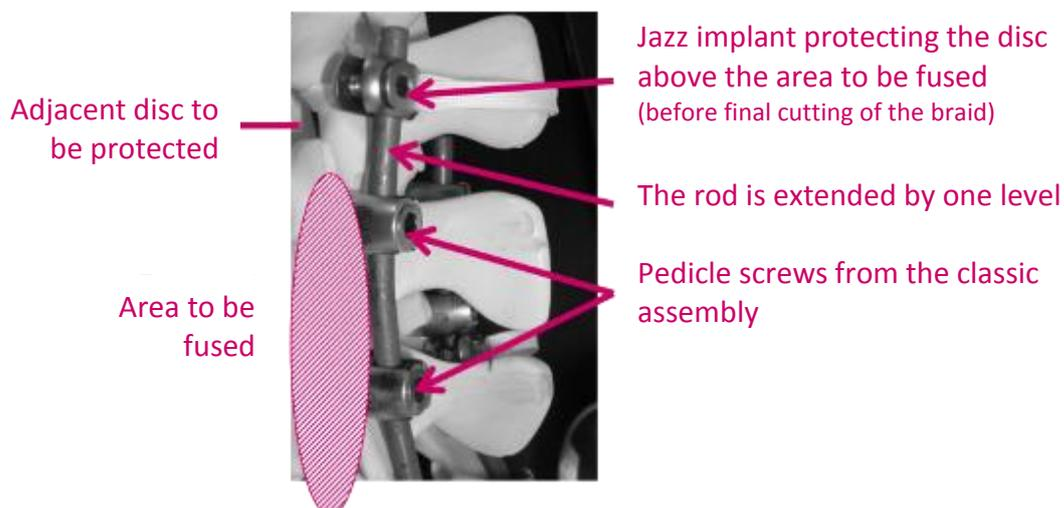 Jazz implant protecting the disc
above the area to be fused
(before final cutting of the braid)
Adjacent disc to
be protected
The rod is extended by one level
Pedicle screws from the classic
assembly
Area to be
fused